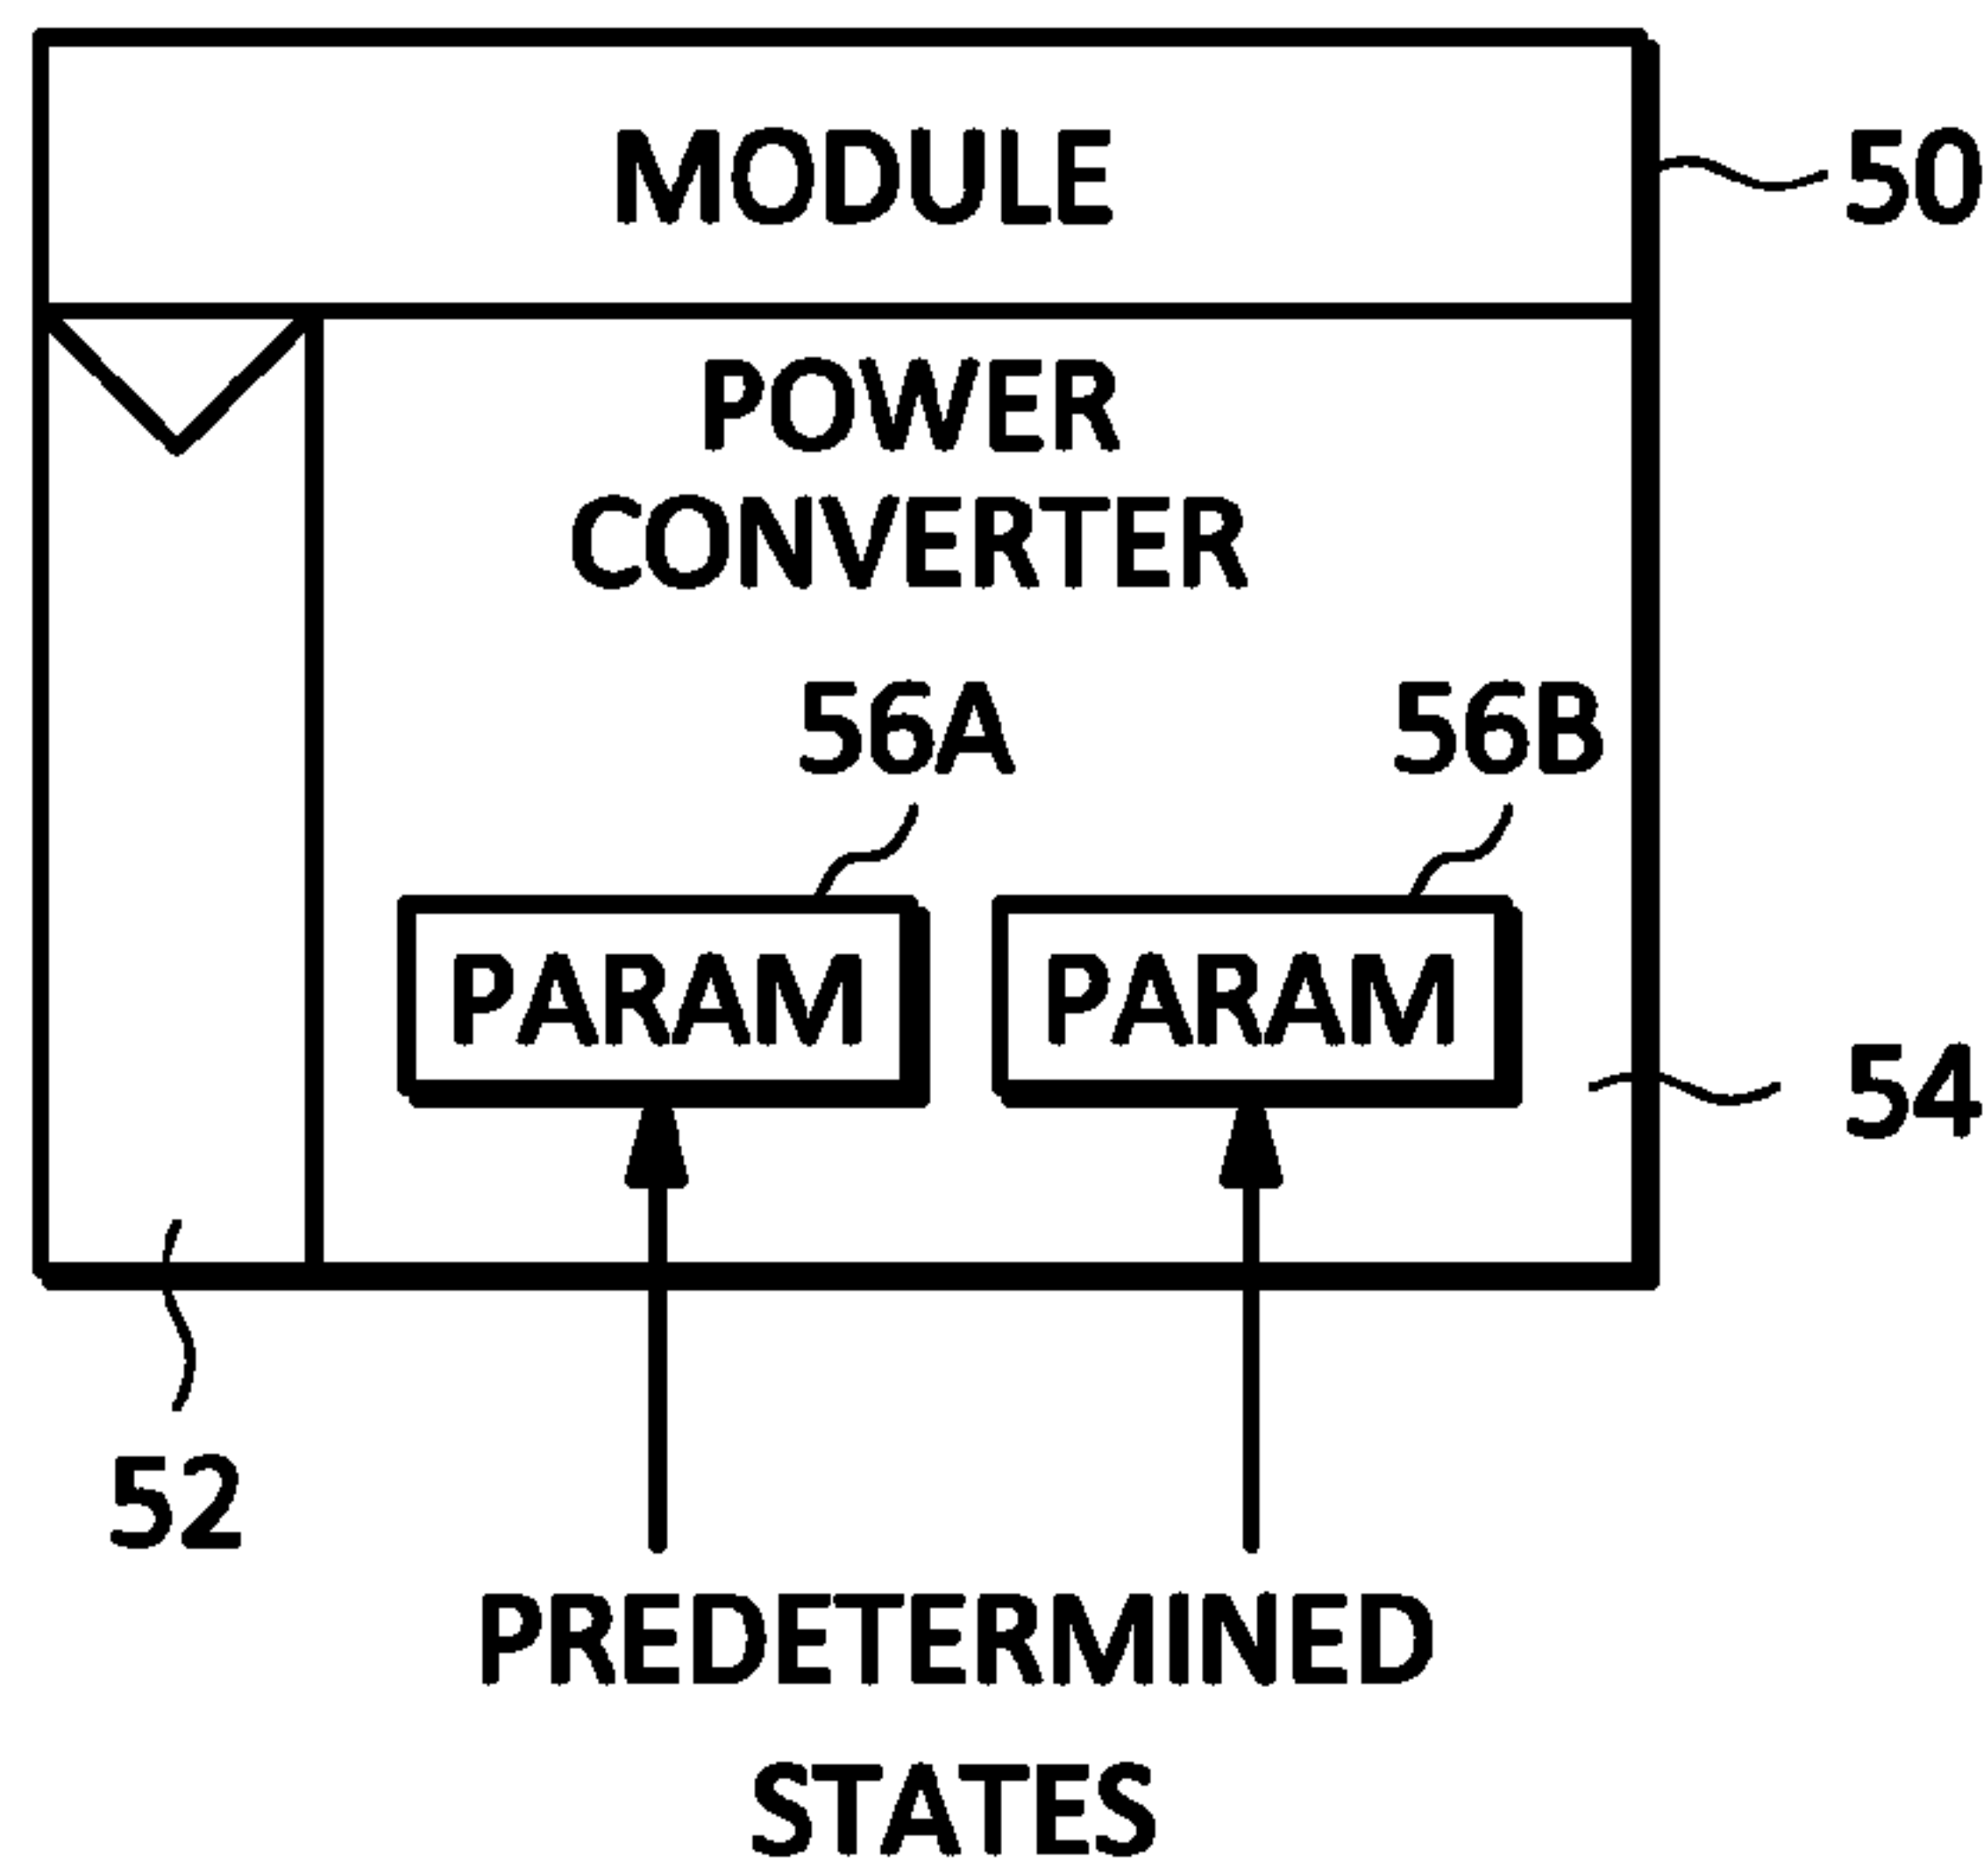 MODULE
50
POWER
CONVERTER
56A
56B
PARAM
PARAM
54
52
PREDETERMINED
STATES